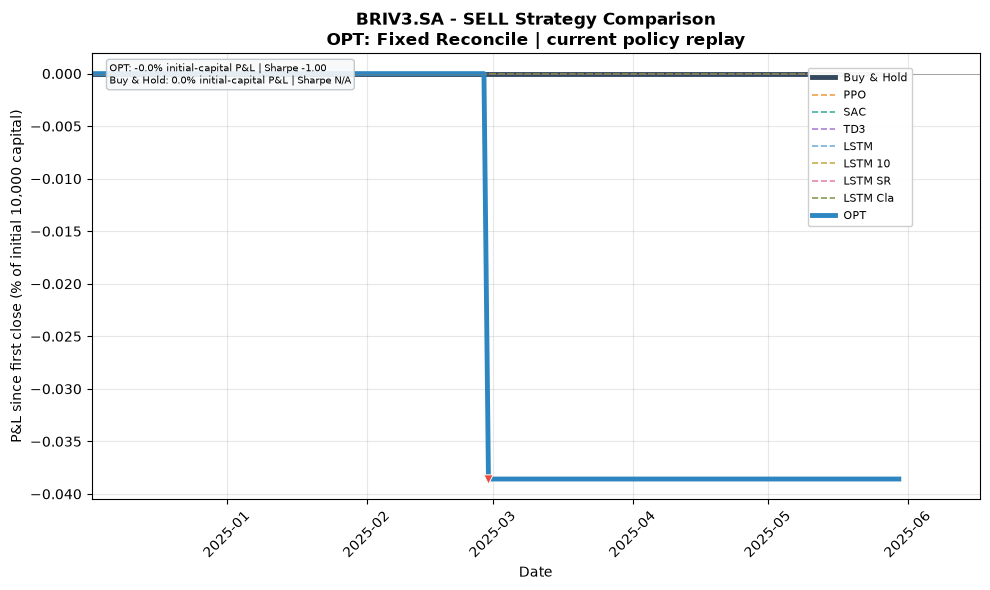 BRIV3.SA - SELL Strategy Comparison
OPT: Fixed Reconcile | current policy replay
OPT: -0.0% initial-capital P&L | Sharpe -1.00
Buy & Hold: 0.0% initial-capital P&L | Sharpe N/A
Buy & Hold
PPO
SAC
TD3
LSTM
LSTM 10
LSTM SR
LSTM Cla
OPT
P&L since first close (% of initial 10,000 capital)
0.000
−0.005
−0.010
−0.015
−0.020
−0.025
−0.030
−0.035
−0.040
2025-01
2025-02
2025-03
2025-04
2025-05
2025-06
Date